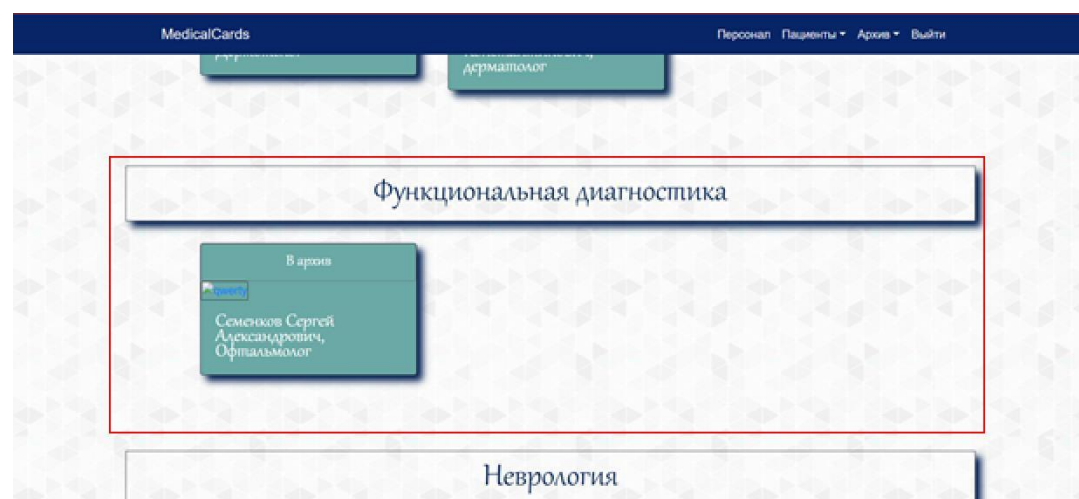 MedicalCards
Персонал Пациенты Архив Выйти
дерматолог
Функциональная диагностика
В архив
qwerty
Семенков Сергей
Александрович,
Офтальмолог
Неврология